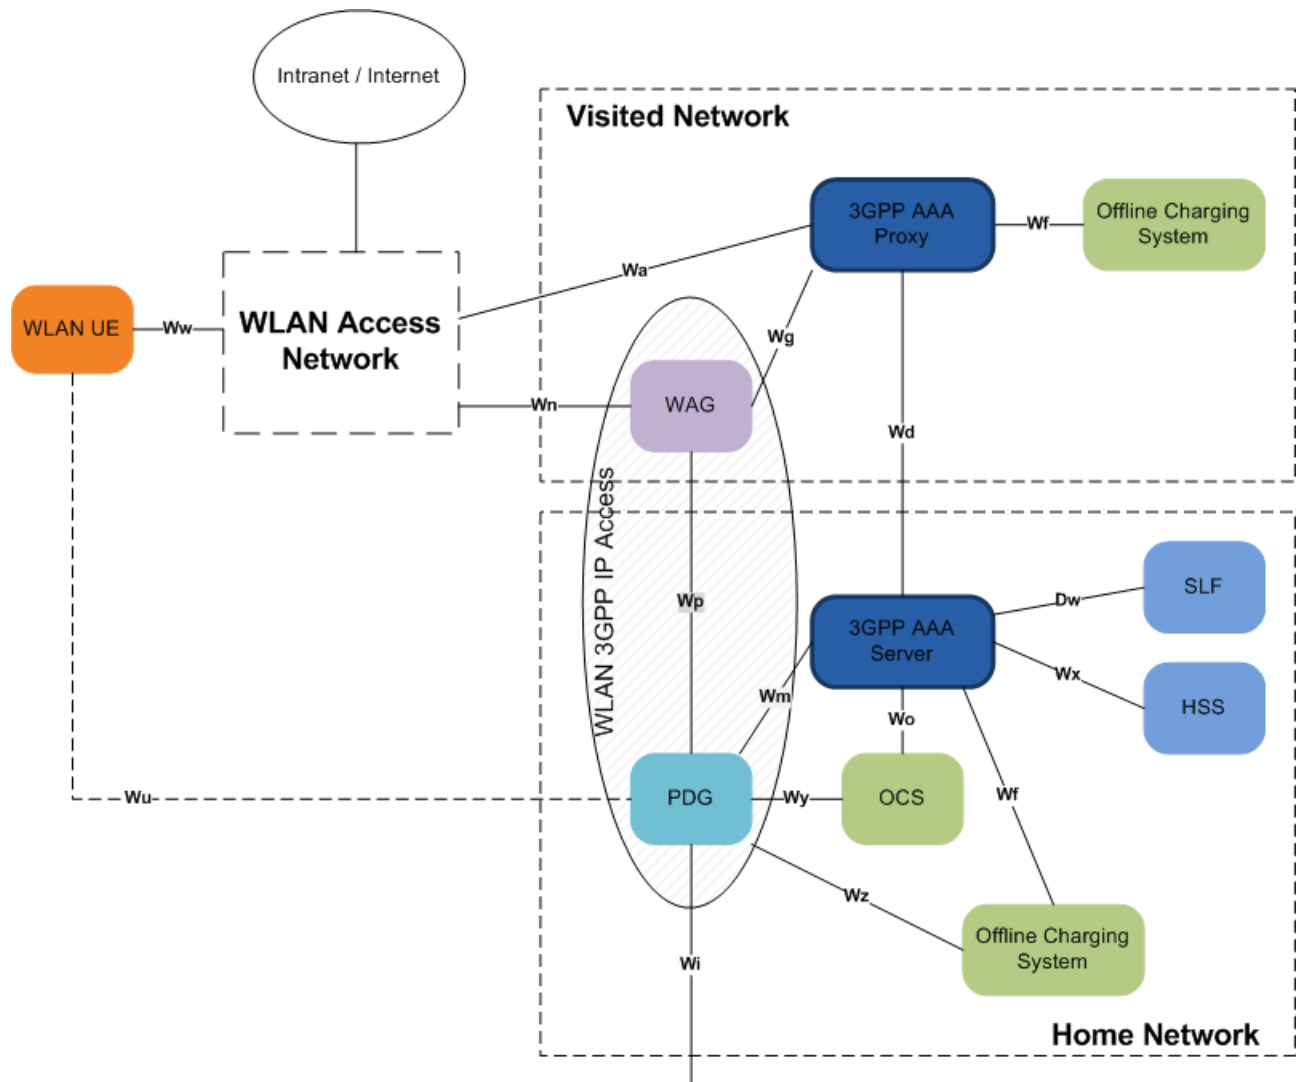 Intranet / Internet
Visited Network
3GPP AAA
Proxy
Wf
Offline Charging
System
Wa
WLAN UE
Ww
WLAN Access
Network
Wg
Wn
WAG
Wd
WLAN 3GPP IP Access
Wp
3GPP AAA
Server
Dw
SLF
Wx
HSS
Wm
Wo
Wu
PDG
Wy
OCS
Wf
Wz
Offline Charging
System
Wi
Home Network